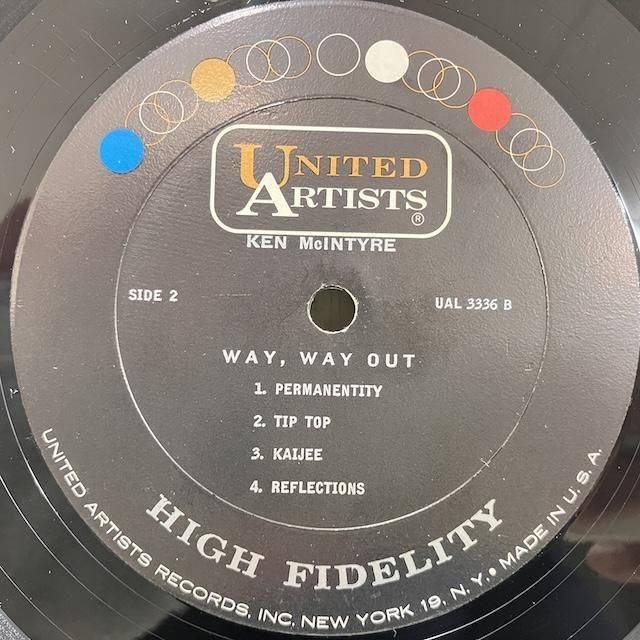 UNITED
ARTISTS
®
KEN McINTYRE
SIDE 2
UAL 3336 B
WAY, WAY OUT
1. PERMANENTITY
2. TIP TOP
3. KAIJEE
4. REFLECTIONS
HIGH FIDELITY
UNITED ARTISTS RECORDS, INC. NEW YORK 19, N. Y. • MADE IN U. S. A.